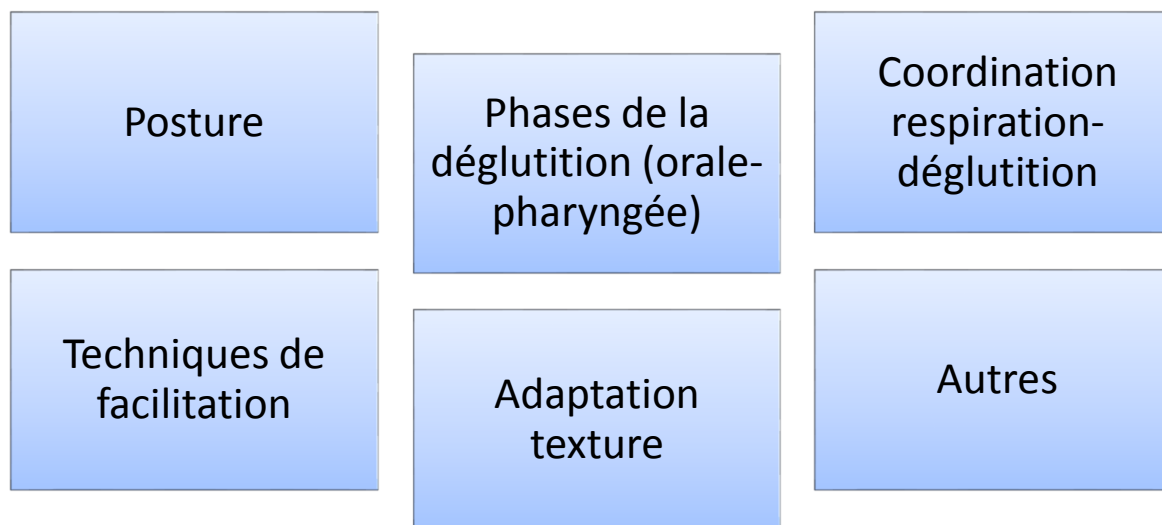 Posture
Phases de la
déglutition (orale-
pharyngée)
Coordination
respiration-
déglutition
Techniques de
facilitation
Adaptation
texture
Autres